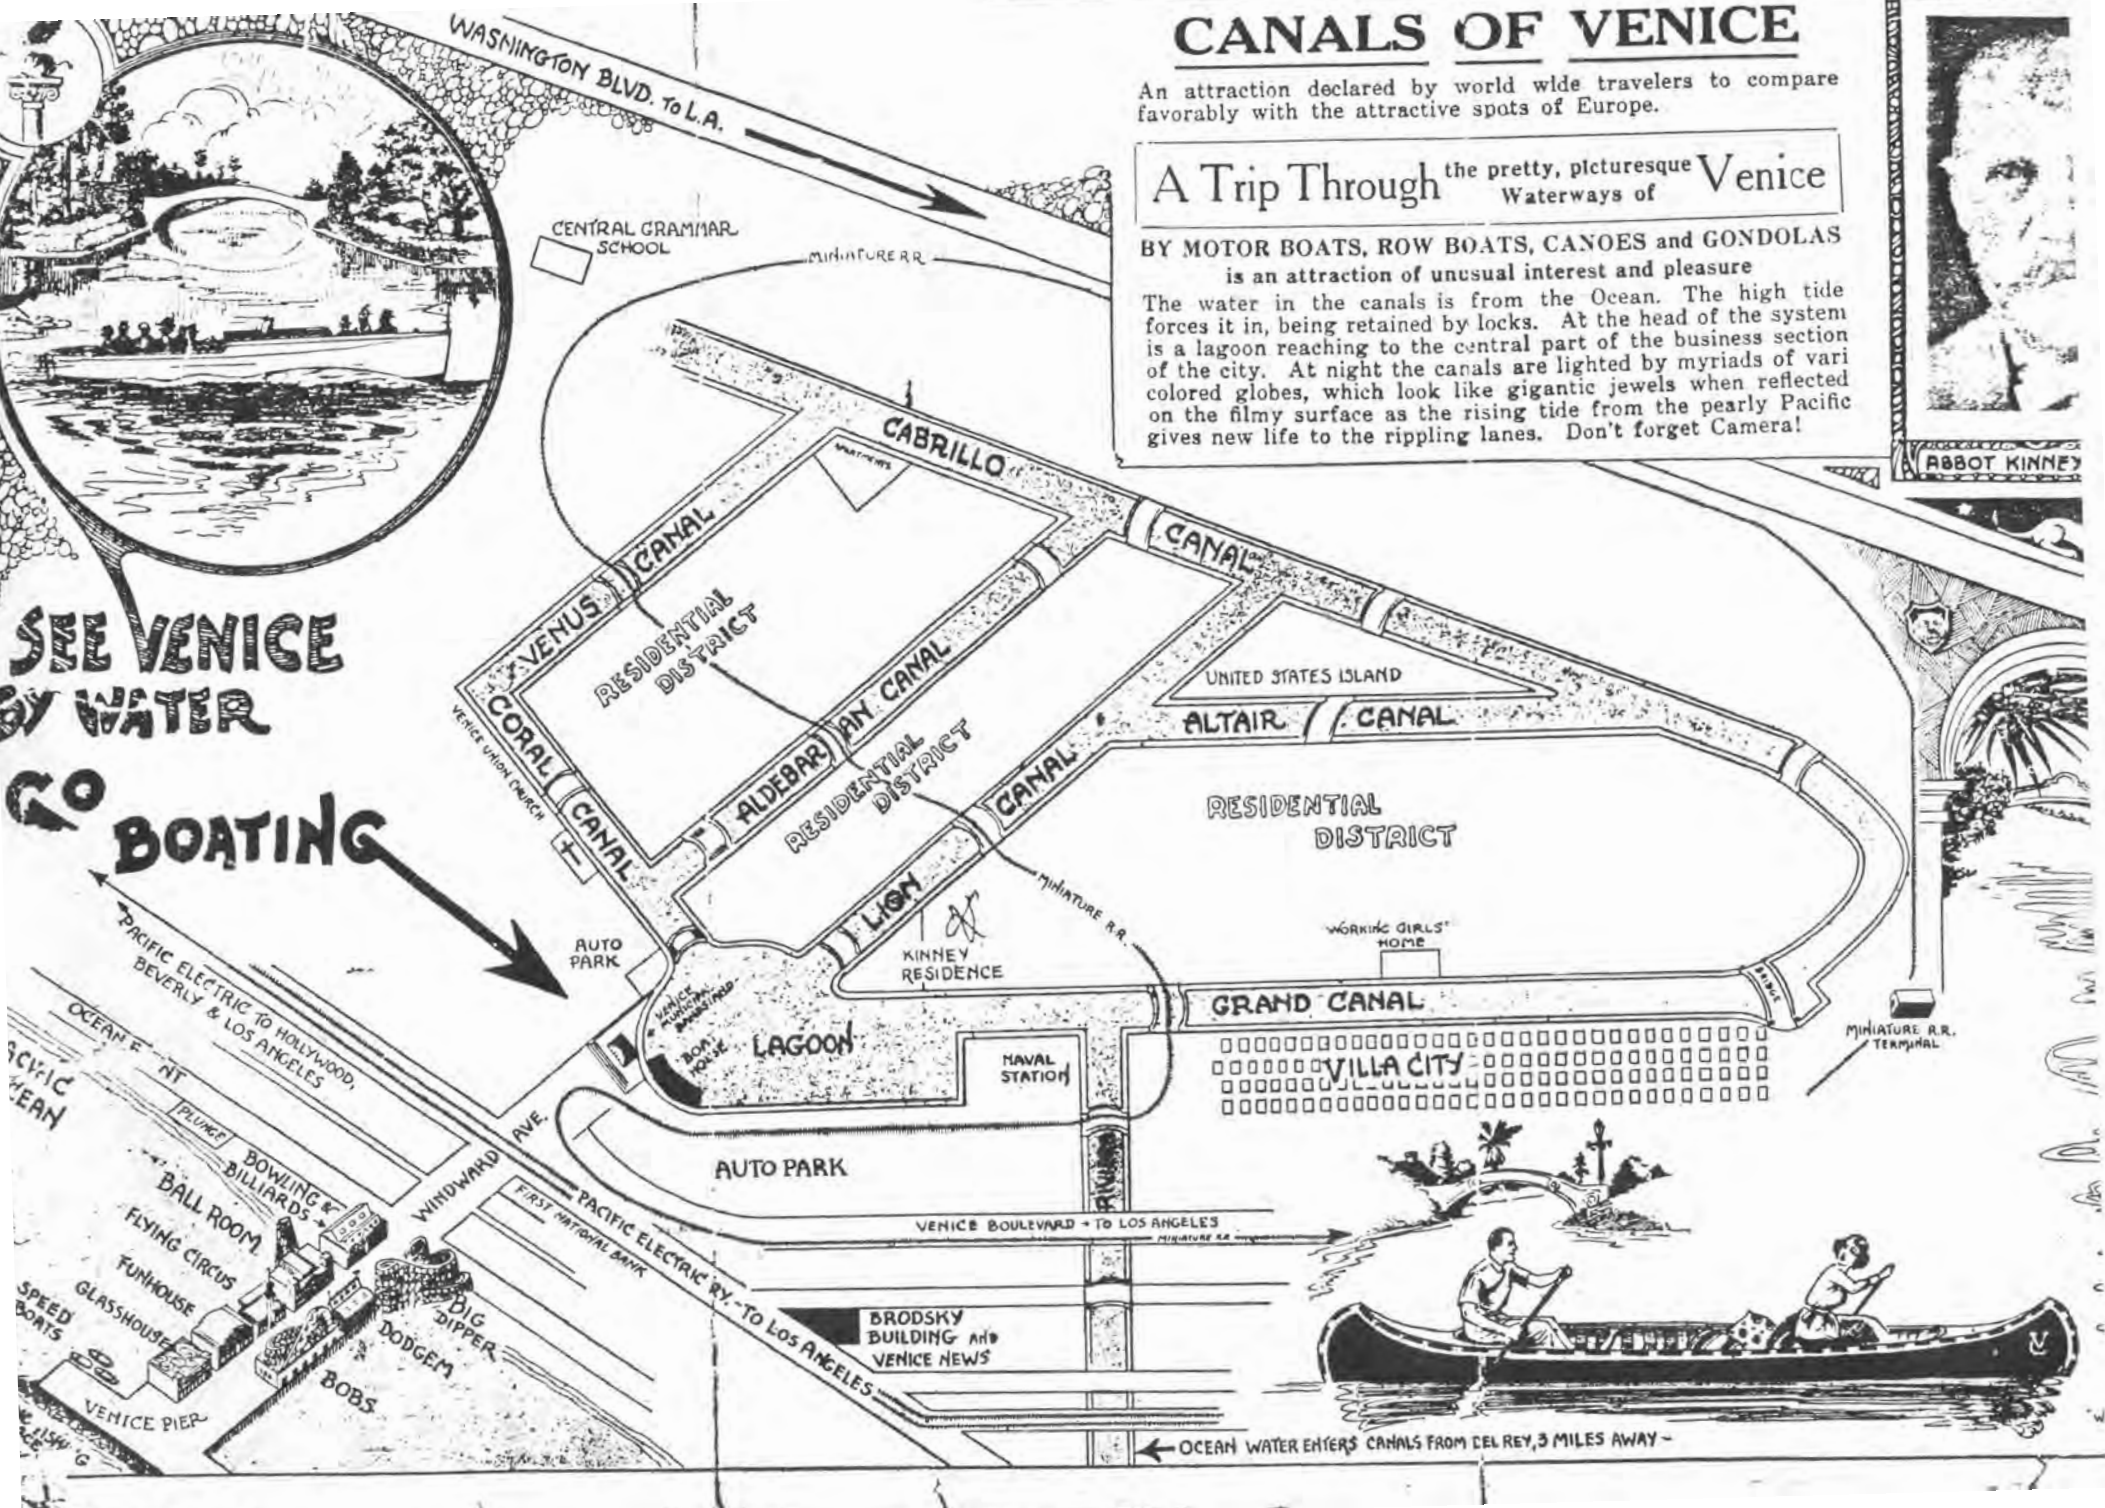 CANALS OF VENICE
An attraction declared by world wide travelers to compare
favorably with the attractive spots of Europe.
A Trip Through the pretty, picturesque Waterways of Venice
BY MOTOR BOATS, ROW BOATS, CANOES and GONDOLAS
is an attraction of unusual interest and pleasure
The water in the canals is from the Ocean. The high tide
forces it in, being retained by locks. At the head of the system
is a lagoon reaching to the central part of the business section
of the city. At night the canals are lighted by myriads of vari
colored globes, which look like gigantic jewels when reflected
on the filmy surface as the rising tide from the pearly Pacific
gives new life to the rippling lanes. Don't forget Camera!
ABBOT KINNEY
WASHINGTON BLVD. TO L.A.
CENTRAL GRAMMAR
SCHOOL
MINIATURE R.R.
SEE VENICE
BY WATER
GO
BOATING
CABRILLO CANAL
APARTMENTS
VENUS CANAL
RESIDENTIAL
DISTRICT
CORAL CANAL
VENICE UNION CHURCH
ALDEBARAN CANAL
RESIDENTIAL
DISTRICT
LION CANAL
UNITED STATES ISLAND
ALTAIR CANAL
RESIDENTIAL
DISTRICT
MINIATURE R.R.
KINNEY
RESIDENCE
WORKING GIRLS'
HOME
GRAND CANAL
BRIDGE
MINIATURE R.R.
TERMINAL
AUTO
PARK
VENICE
MUNICIPAL
BANDSTAND
BOAT
HOUSE
LAGOON
NAVAL
STATION
VILLA CITY
AUTO PARK
VENICE BOULEVARD - TO LOS ANGELES
MINIATURE R.R.
BRODSKY
BUILDING AND
VENICE NEWS
OCEAN WATER ENTERS CANALS FROM DEL REY, 3 MILES AWAY -
PACIFIC ELECTRIC TO HOLLYWOOD,
BEVERLY & LOS ANGELES
WINDWARD AVE.
FIRST NATIONAL BANK
PACIFIC ELECTRIC RY. - TO LOS ANGELES
PLUNGE
BOWLING &
BILLIARDS
BALL ROOM
FLYING CIRCUS
FUNHOUSE
GLASSHOUSE
SPEED
BOATS
BIG
DIPPER
DODGEM
BOBS
VENICE PIER